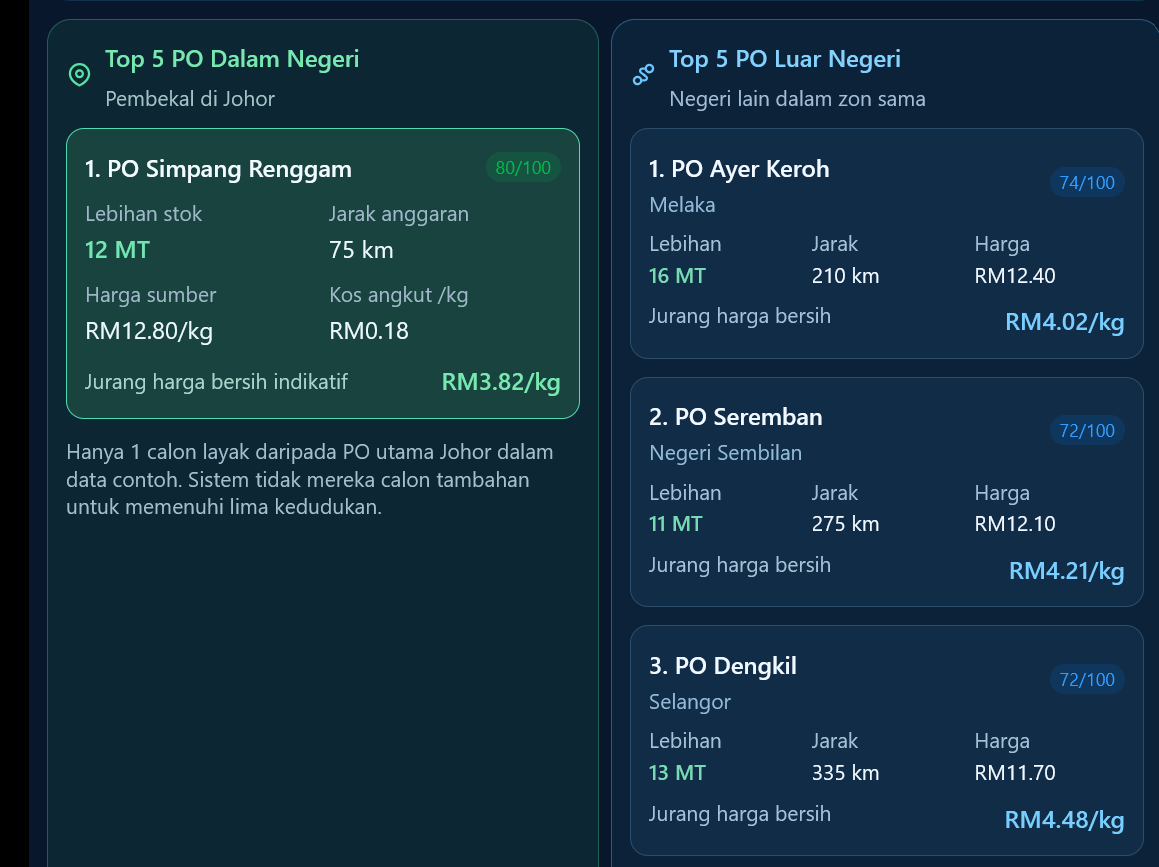 Top 5 PO Dalam Negeri
Pembekal di Johor
1. PO Simpang Renggam
80/100
Lebihan stok
Jarak anggaran
12 MT
75 km
Harga sumber
Kos angkut /kg
RM12.80/kg
RM0.18
Jurang harga bersih indikatif
RM3.82/kg
Hanya 1 calon layak daripada PO utama Johor dalam
data contoh. Sistem tidak mereka calon tambahan
untuk memenuhi lima kedudukan.
Top 5 PO Luar Negeri
Negeri lain dalam zon sama
1. PO Ayer Keroh
74/100
Melaka
Lebihan
Jarak
Harga
16 MT
210 km
RM12.40
Jurang harga bersih
RM4.02/kg
2. PO Seremban
72/100
Negeri Sembilan
Lebihan
Jarak
Harga
11 MT
275 km
RM12.10
Jurang harga bersih
RM4.21/kg
3. PO Dengkil
72/100
Selangor
Lebihan
Jarak
Harga
13 MT
335 km
RM11.70
Jurang harga bersih
RM4.48/kg